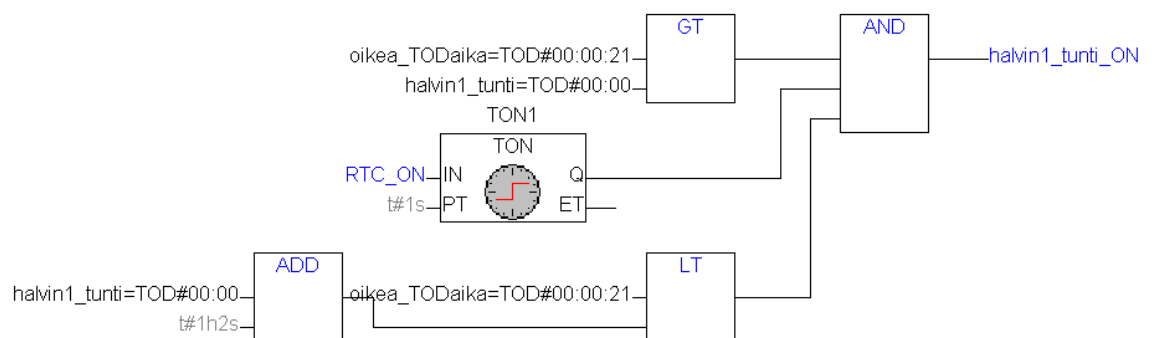 GT
AND
oikea_TODaika=TOD#00:00:21
halvin1_tunti_ON
halvin1_tunti=TOD#00:00
TON1
TON
RTC_ON
IN
Q
t#1s
PT
ET
ADD
LT
halvin1_tunti=TOD#00:00
oikea_TODaika=TOD#00:00:21
t#1h2s